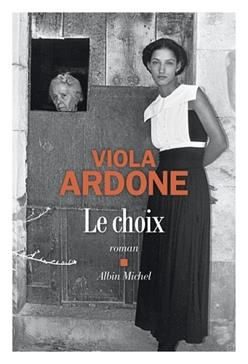 VIOLA
ARDONE
Le choix
roman
Albin Michel